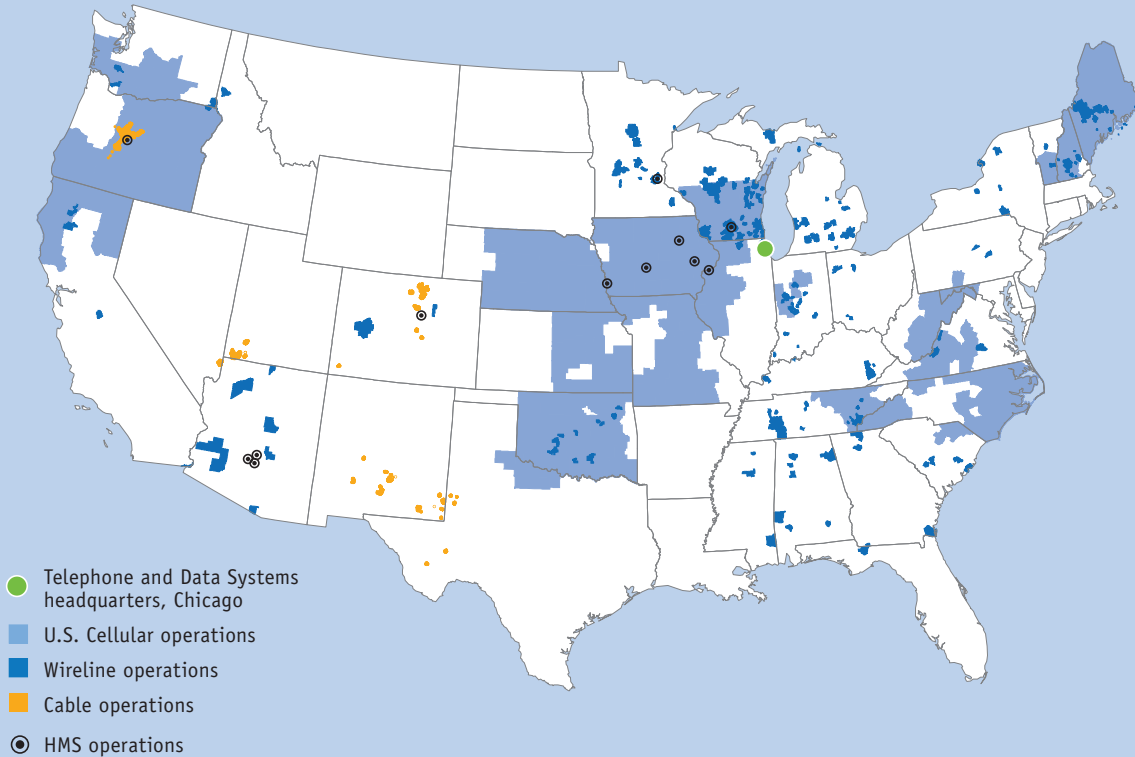 Telephone and Data Systems
headquarters, Chicago
U.S. Cellular operations
Wireline operations
Cable operations
HMS operations